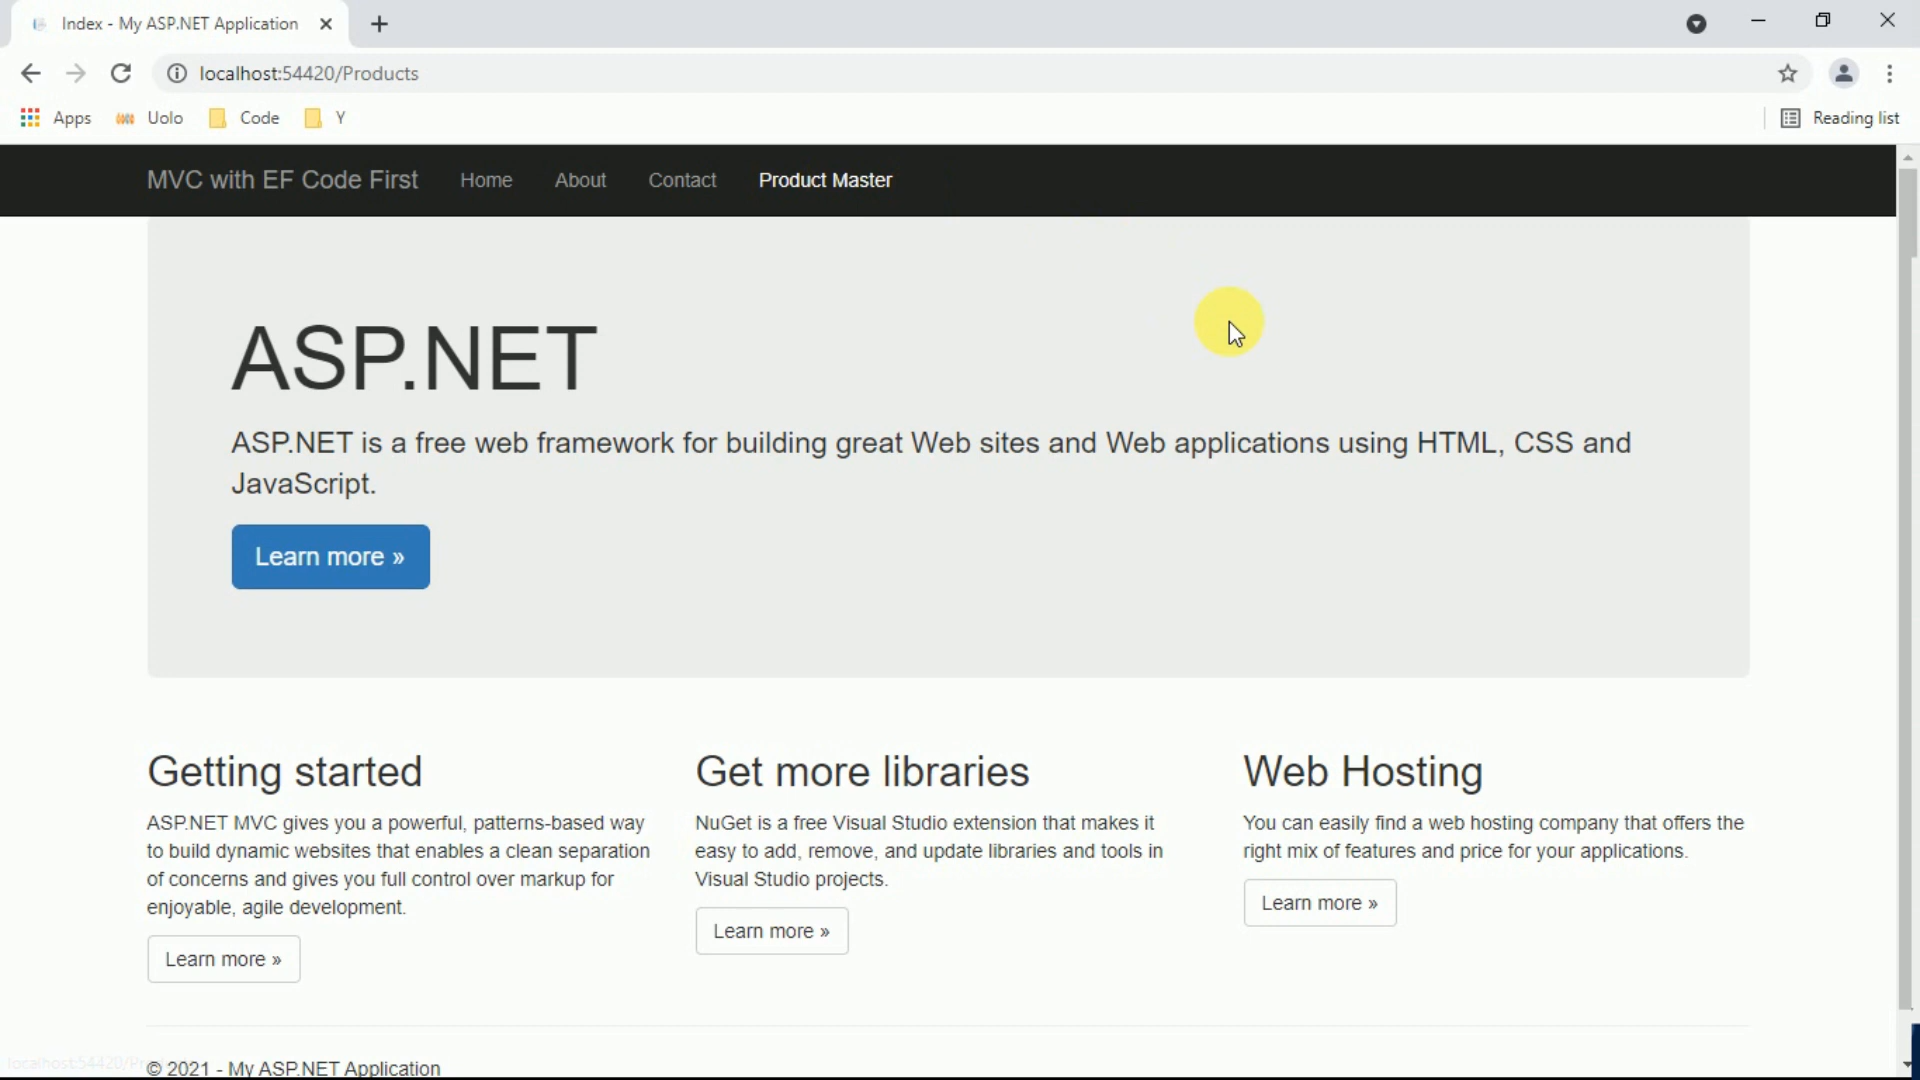 Index - My ASP.NET Application
localhost:54420/Products
Apps Uolo Code Y Reading list
MVC with EF Code First Home About Contact Product Master
ASP.NET
ASP.NET is a free web framework for building great Web sites and Web applications using HTML, CSS and
JavaScript.
Learn more »
Getting started
ASP.NET MVC gives you a powerful, patterns-based way
to build dynamic websites that enables a clean separation
of concerns and gives you full control over markup for
enjoyable, agile development.
Learn more »
Get more libraries
NuGet is a free Visual Studio extension that makes it
easy to add, remove, and update libraries and tools in
Visual Studio projects.
Learn more »
Web Hosting
You can easily find a web hosting company that offers the
right mix of features and price for your applications.
Learn more »
© 2021 - My ASP.NET Application